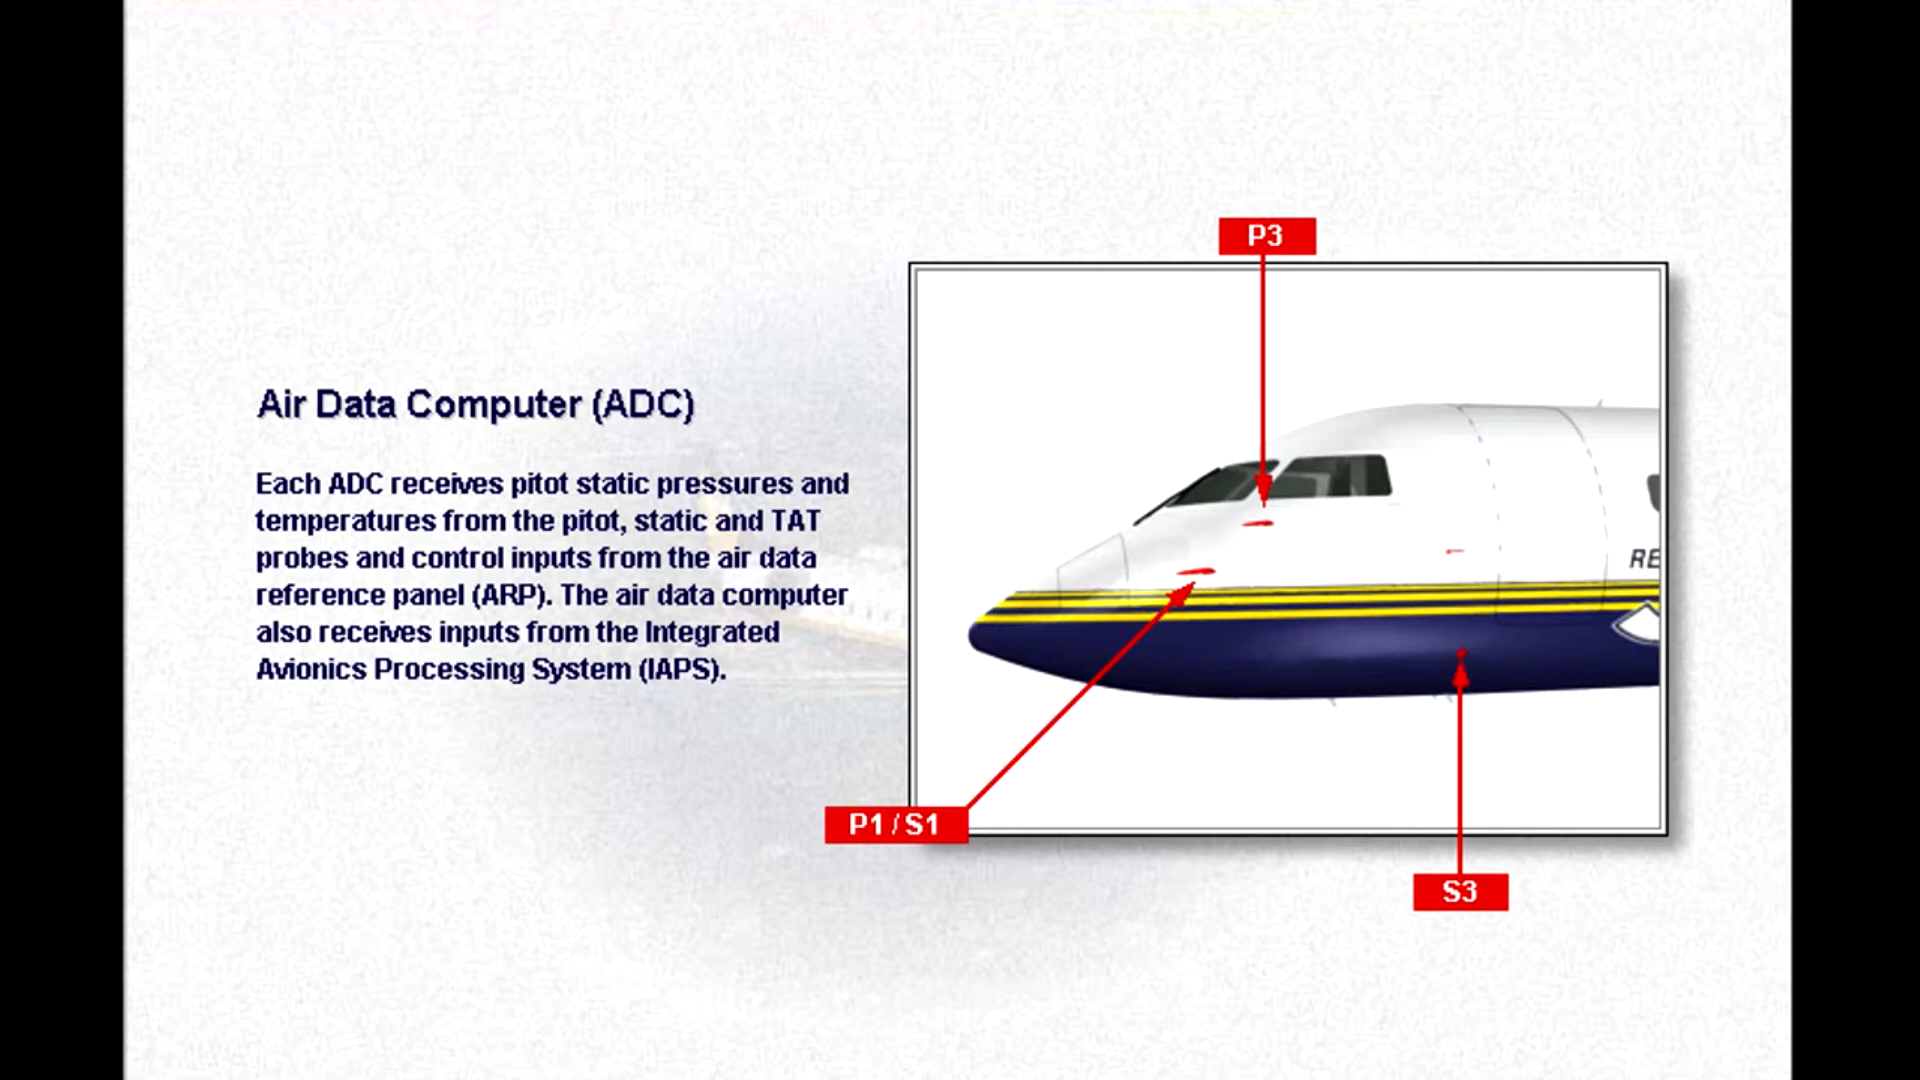 P3
Air Data Computer (ADC)
Each ADC receives pitot static pressures and
temperatures from the pitot, static and TAT
probes and control inputs from the air data
reference panel (ARP). The air data computer
also receives inputs from the Integrated
Avionics Processing System (IAPS).
RE
P1 / S1
S3